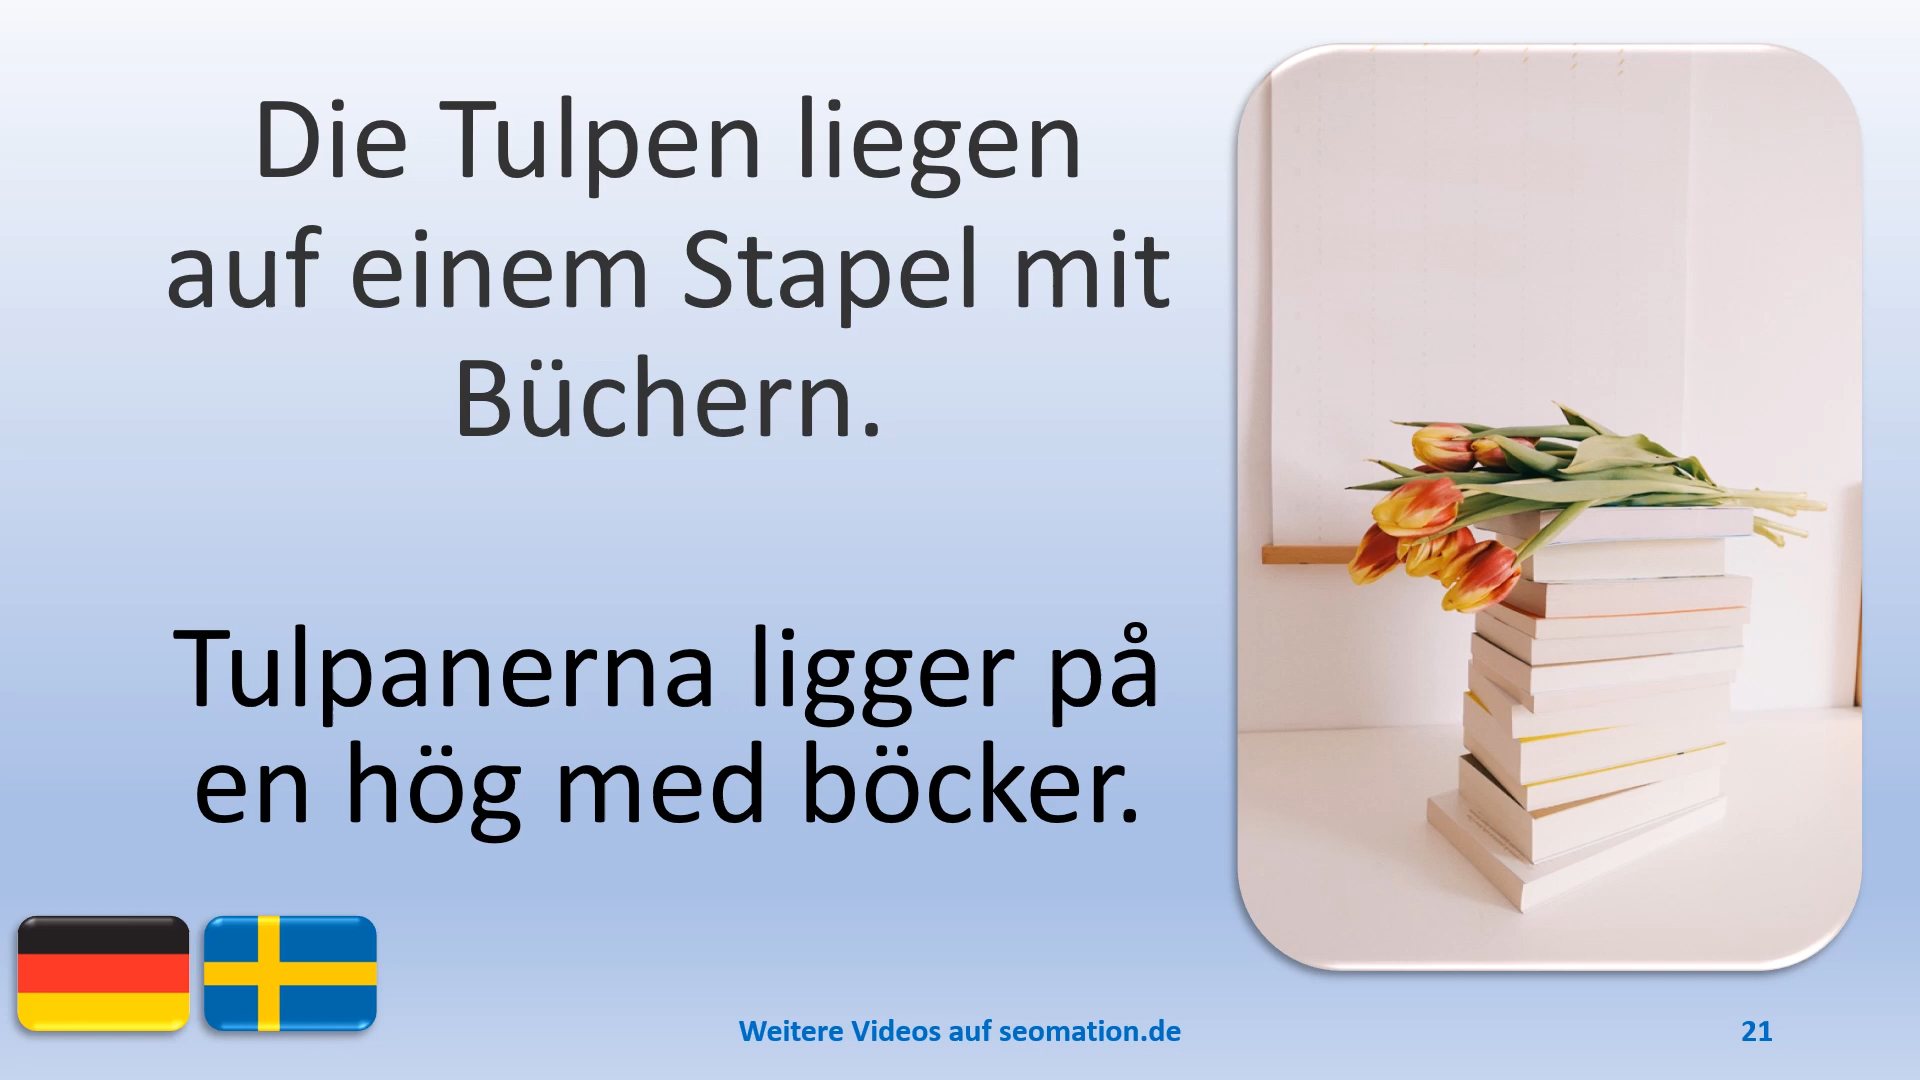 Die Tulpen liegen
auf einem Stapel mit
Büchern.
Tulpanerna ligger på
en hög med böcker.
Weitere Videos auf seomation.de
21